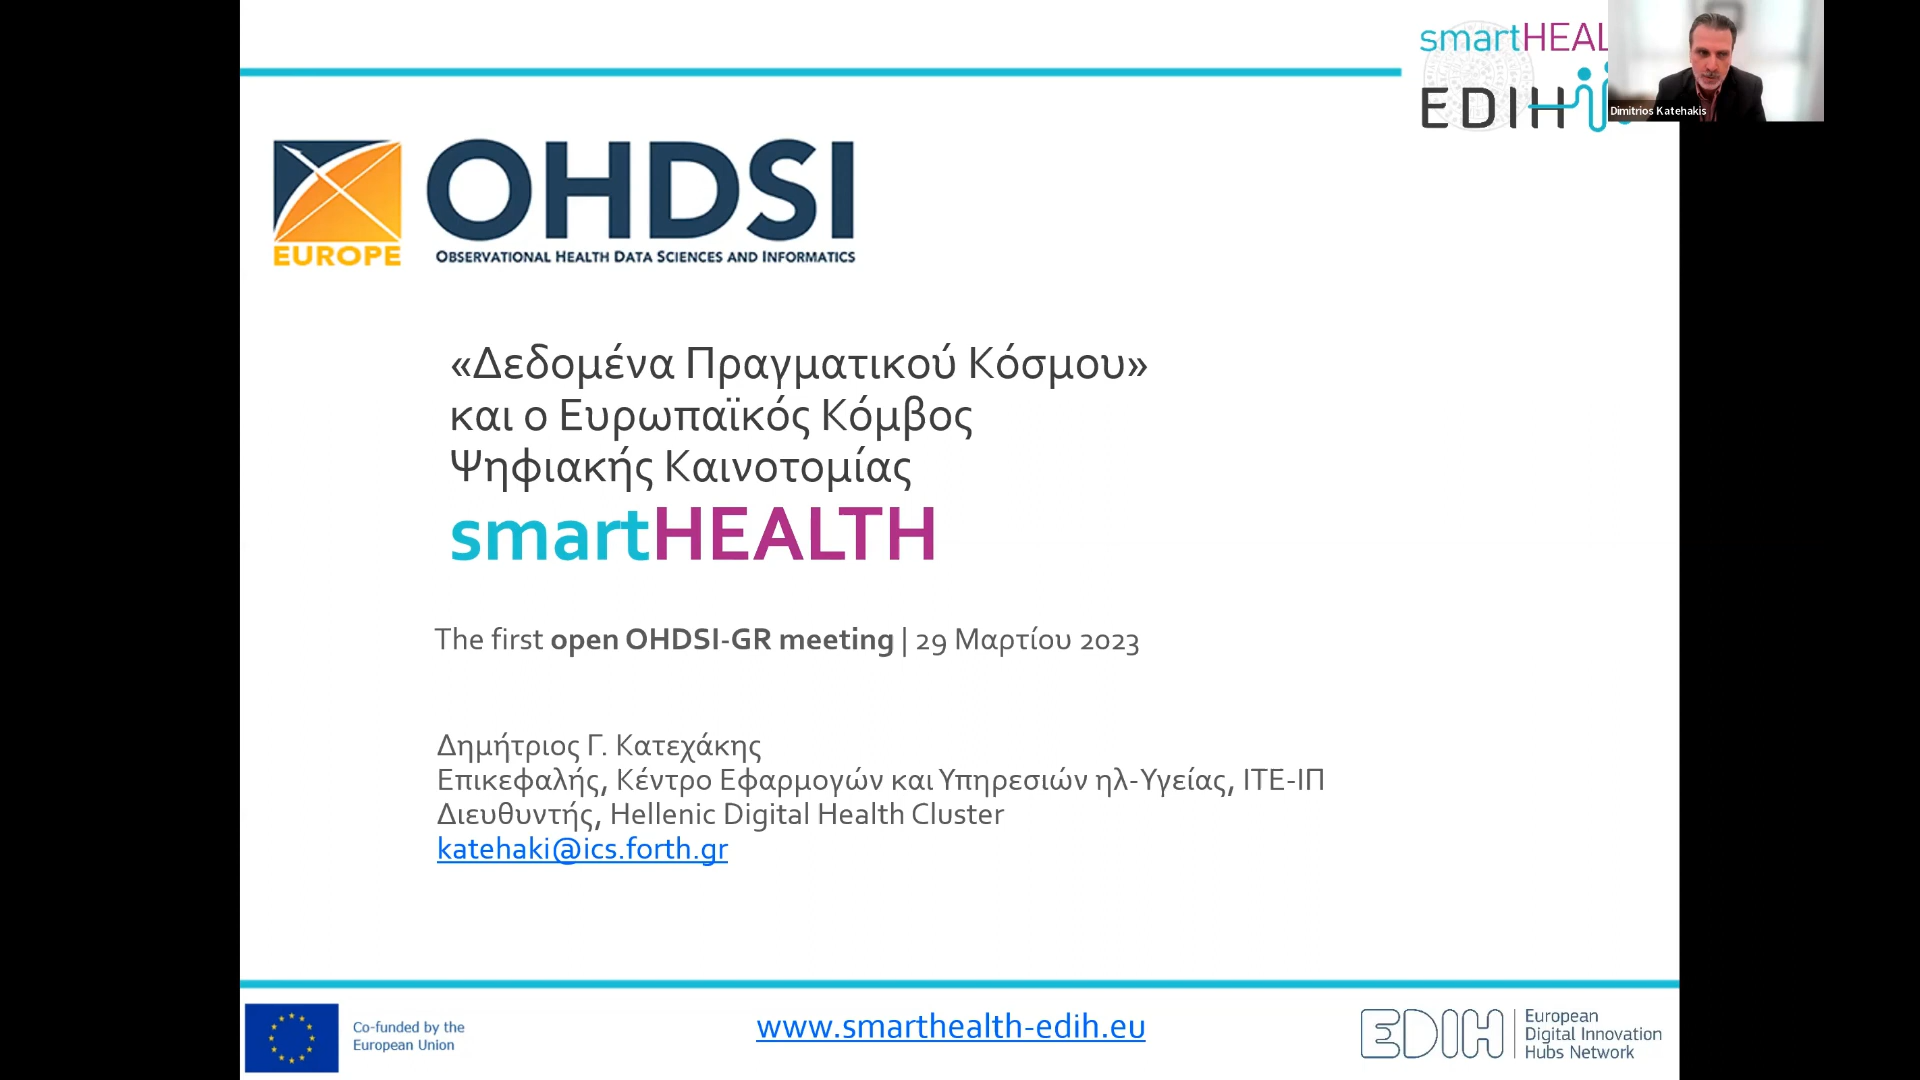 smartHEAL
EDIH
Dimitrios Katehakis
OHDSI
EUROPE
OBSERVATIONAL HEALTH DATA SCIENCES AND INFORMATICS
«Δεδομένα Πραγματικού Κόσμου»
και ο Ευρωπαϊκός Κόμβος
Ψηφιακής Καινοτομίας
smartHEALTH
The first open OHDSI-GR meeting | 29 Μαρτίου 2023
Δημήτριος Γ. Κατεχάκης
Επικεφαλής, Κέντρο Εφαρμογών και Υπηρεσιών ηλ-Υγείας, ΙΤΕ-ΙΠ
Διευθυντής, Hellenic Digital Health Cluster
katehaki@ics.forth.gr
Co-funded by the
European Union
www.smarthealth-edih.eu
EDIH
European
Digital Innovation
Hubs Network